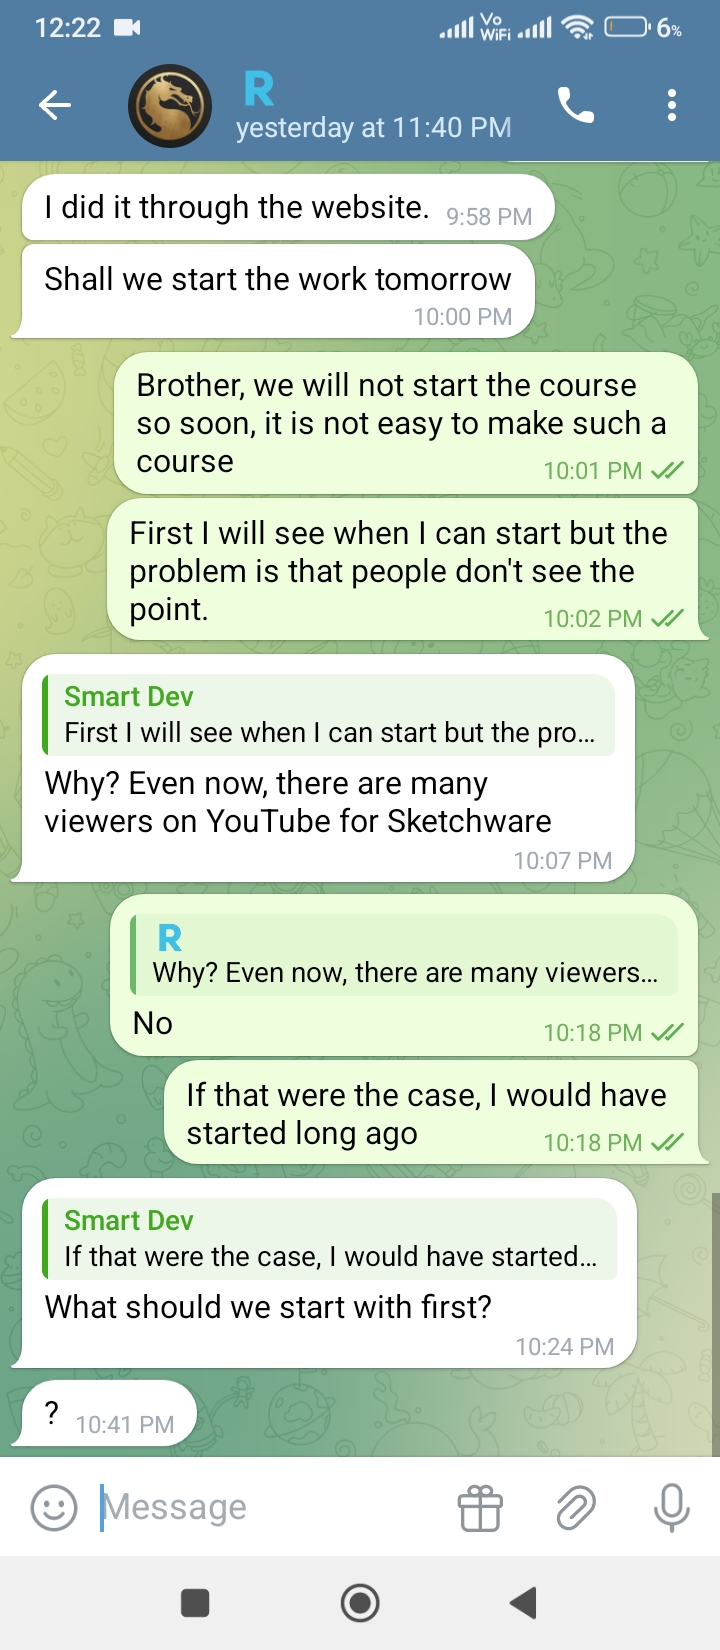 12:22 Vo WiFi 6%
R
yesterday at 11:40 PM
I did it through the website. 9:58 PM
Shall we start the work tomorrow
10:00 PM
Brother, we will not start the course
so soon, it is not easy to make such a
course 10:01 PM
First I will see when I can start but the
problem is that people don't see the
point. 10:02 PM
Smart Dev
First I will see when I can start but the pro...
Why? Even now, there are many
viewers on YouTube for Sketchware
10:07 PM
R
Why? Even now, there are many viewers...
No 10:18 PM
If that were the case, I would have
started long ago 10:18 PM
Smart Dev
If that were the case, I would have started...
What should we start with first?
10:24 PM
? 10:41 PM
Message